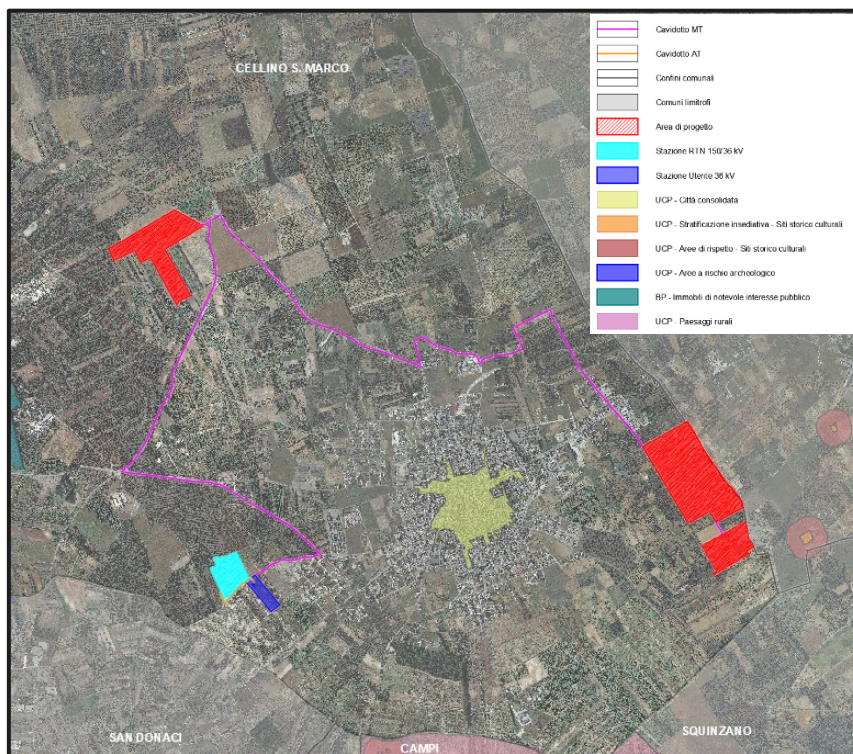 CELLINO S. MARCO
Cavidotto MT
Cavidotto AT
Confini comunali
Comuni limitrofi
Area di progetto
Stazione RTN 150/36 kV
Stazione Utente 36 kV
UCP - Città consolidata
UCP - Stratificazione insediativa - Siti storico culturali
UCP - Aree di rispetto - Siti storico culturali
UCP - Aree a rischio archeologico
BP - Immobili di notevole interesse pubblico
UCP - Paesaggi rurali
SAN DONACI
CAMPI
SQUINZANO